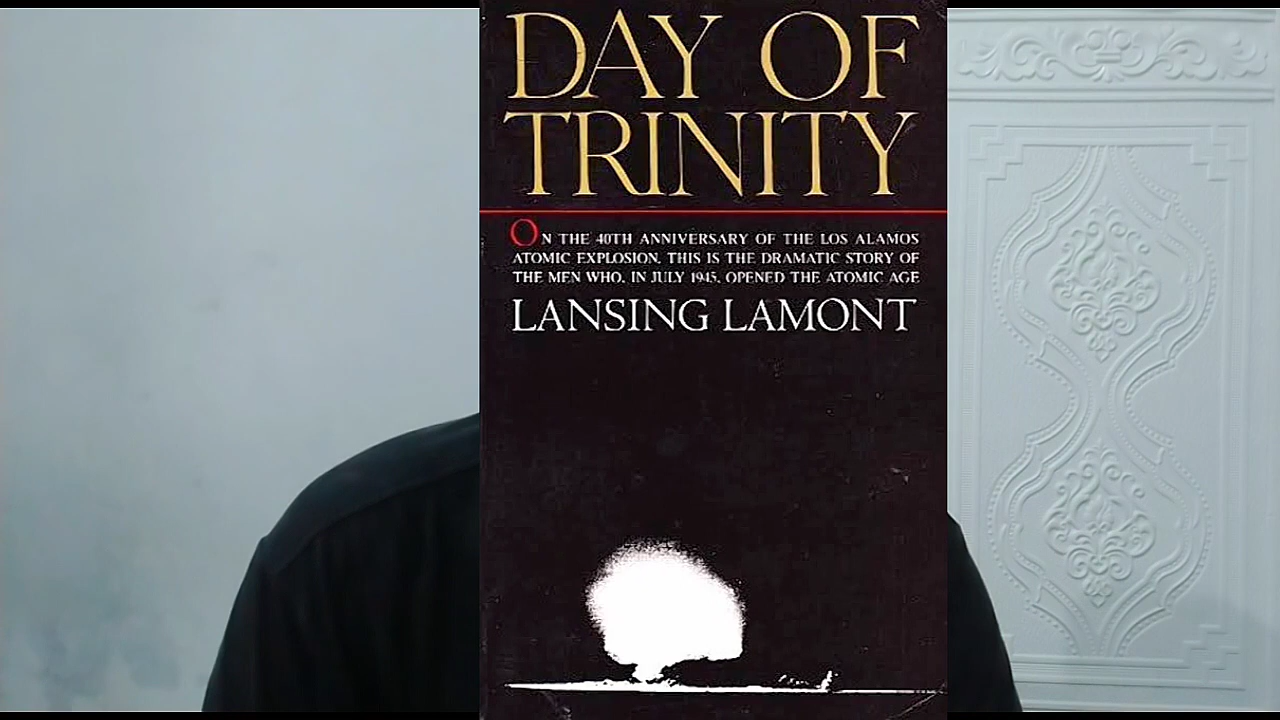 DAY OF
TRINITY
ON THE 40TH ANNIVERSARY OF THE LOS ALAMOS
ATOMIC EXPLOSION, THIS IS THE DRAMATIC STORY OF
THE MEN WHO, IN JULY 1945, OPENED THE ATOMIC AGE
LANSING LAMONT